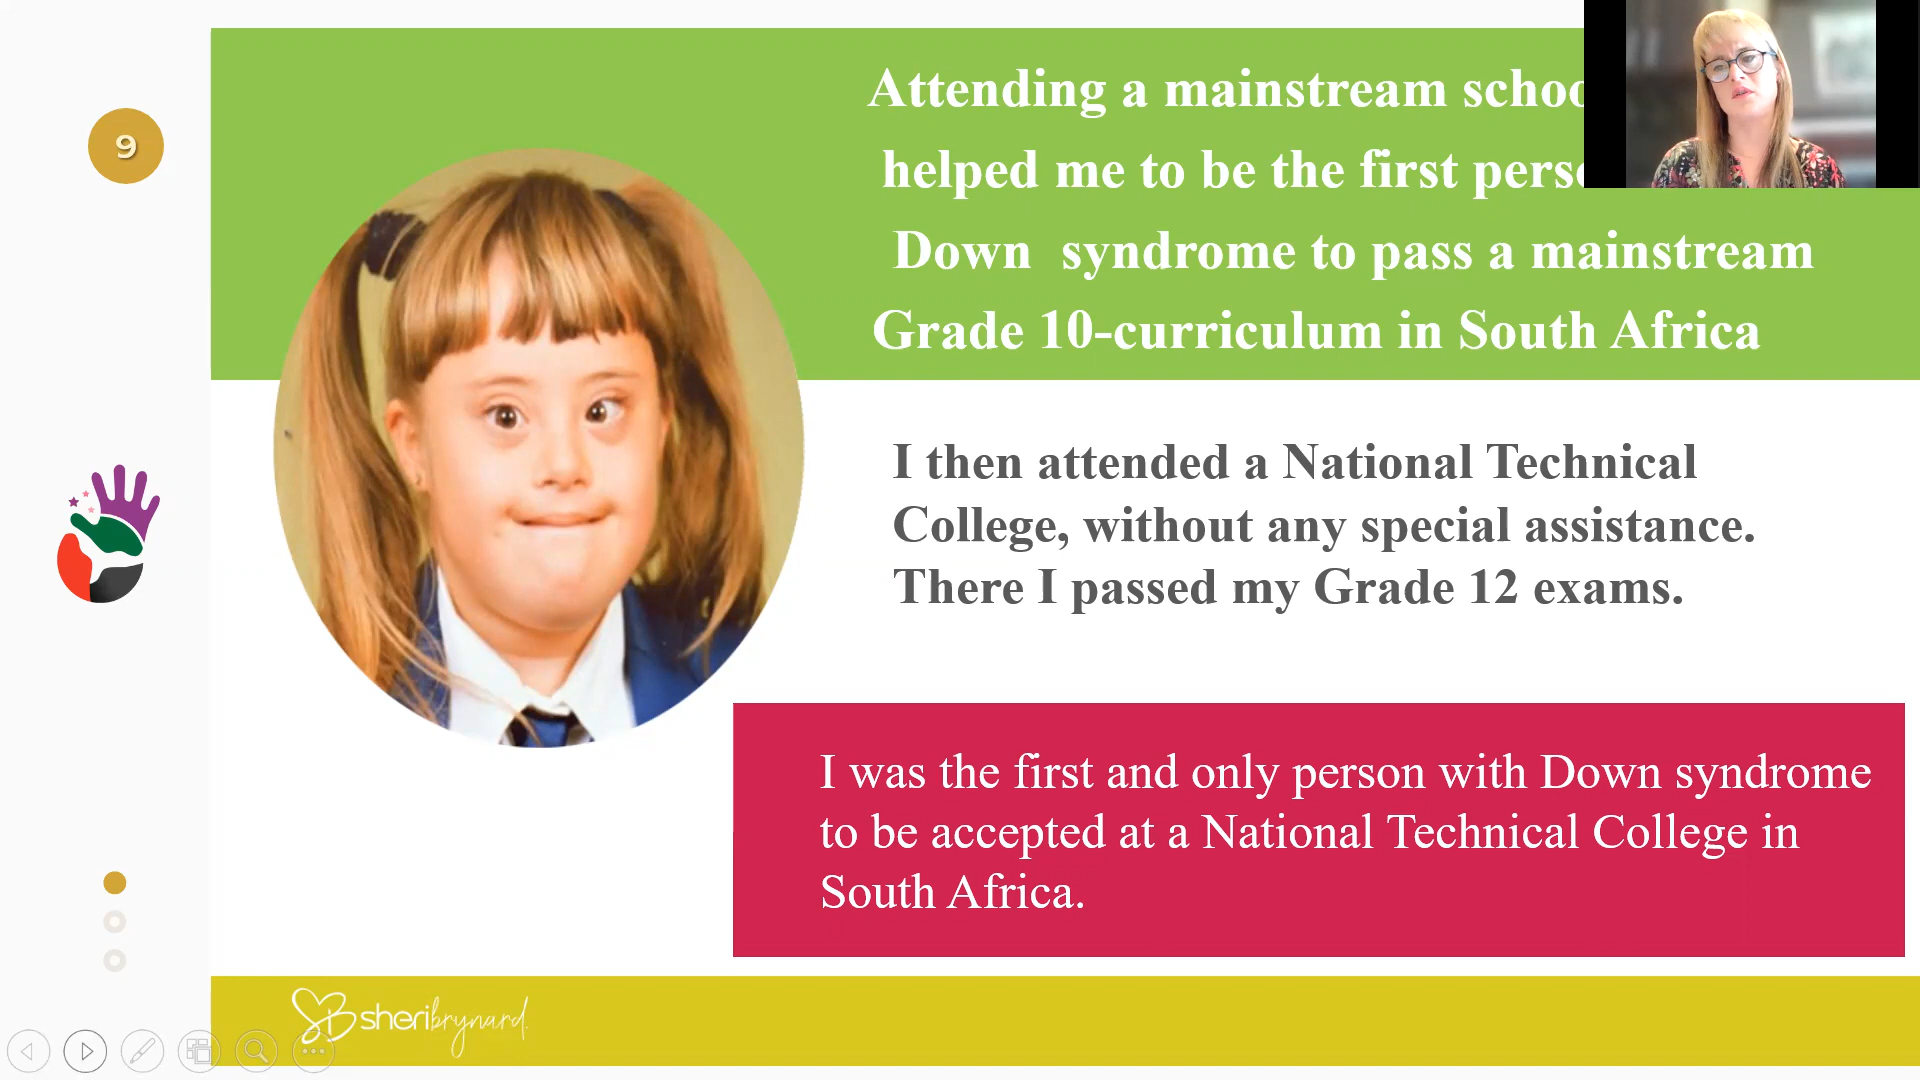 9
Attending a mainstream
helped me to be the first
Down syndrome to pass a mainstream
Grade 10-curriculum in South Africa
I then attended a National Technical
College, without any special assistance.
There I passed my Grade 12 exams.
I was the first and only person with Down syndrome
to be accepted at a National Technical College in
South Africa.
SB sheribrynard.